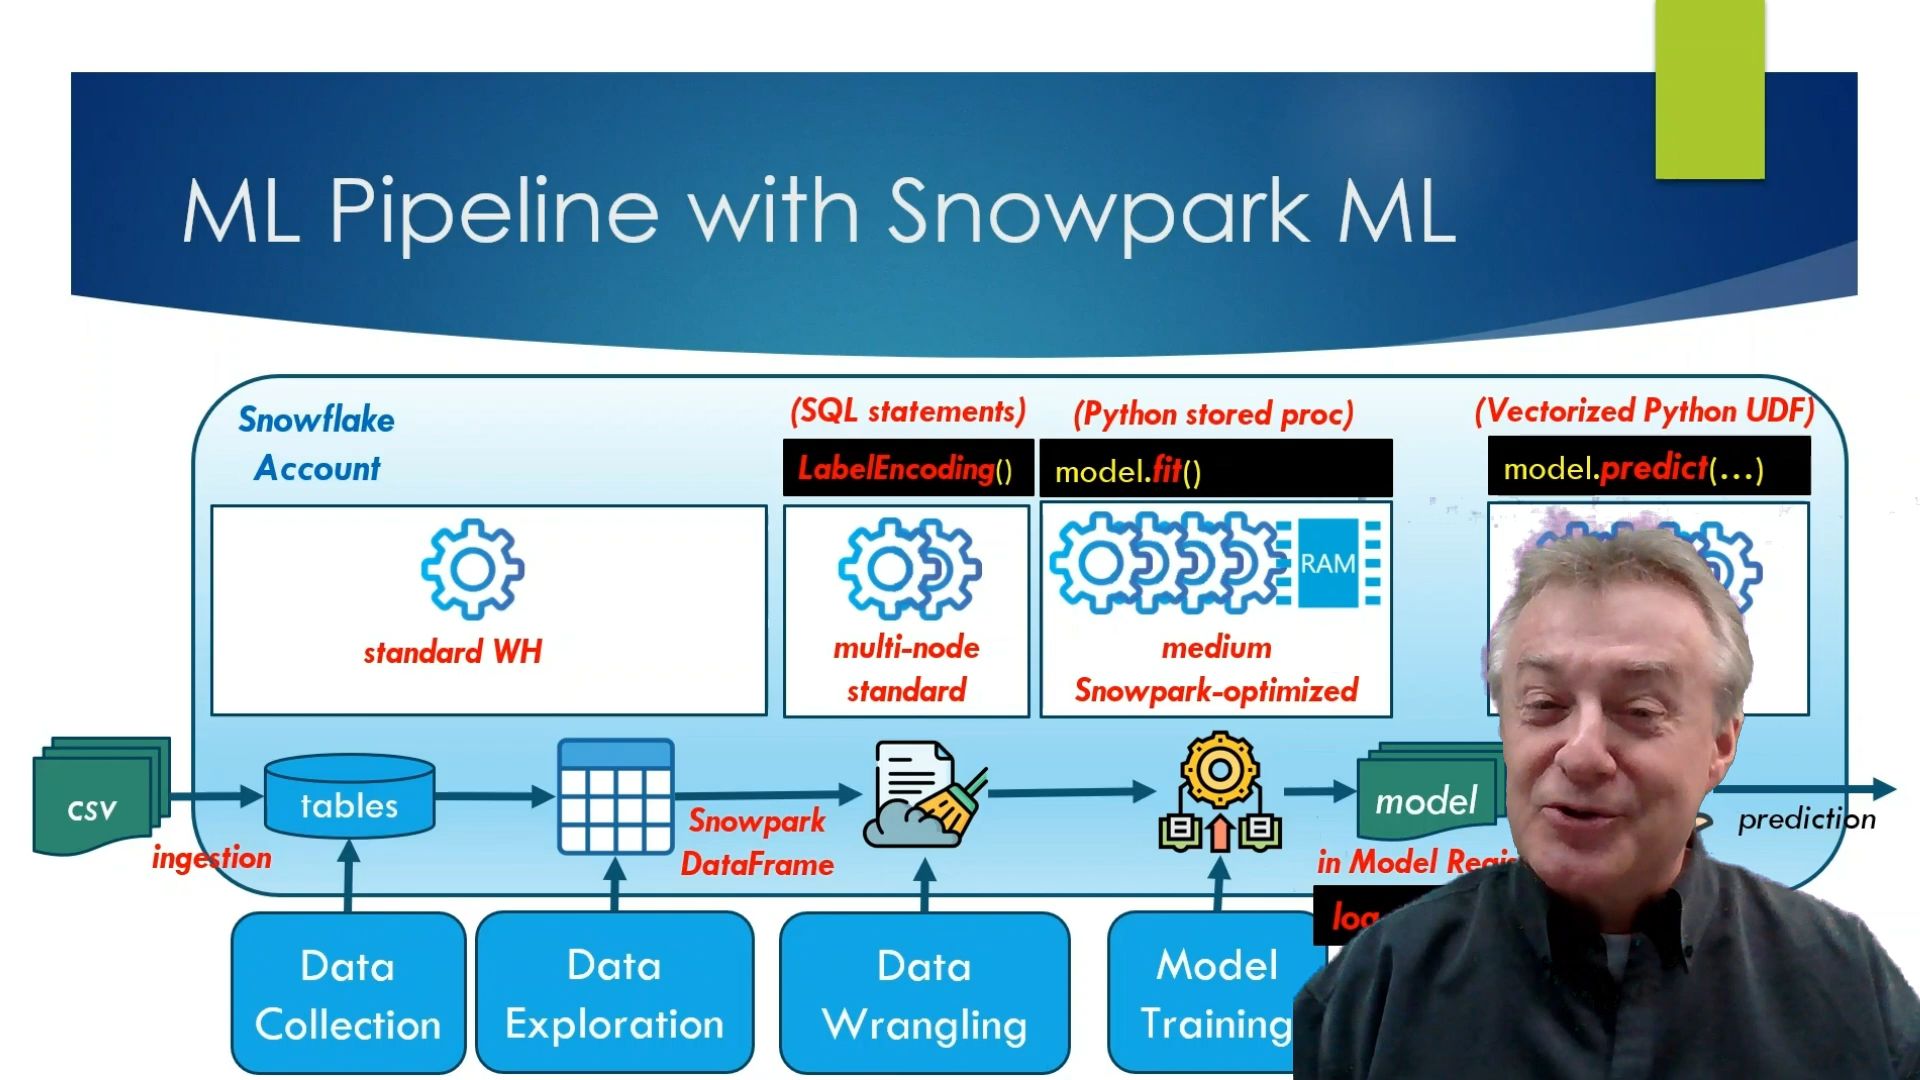 ML Pipeline with Snowpark ML
Snowflake
Account
(SQL statements)
(Python stored proc)
(Vectorized Python UDF)
LabelEncoding()
model.fit()
model.predict(...)
RAM
standard WH
multi-node
standard
medium
Snowpark-optimized
csv
ingestion
tables
Snowpark
DataFrame
model
in Model
prediction
Data
Collection
Data
Exploration
Data
Wrangling
Model
Training